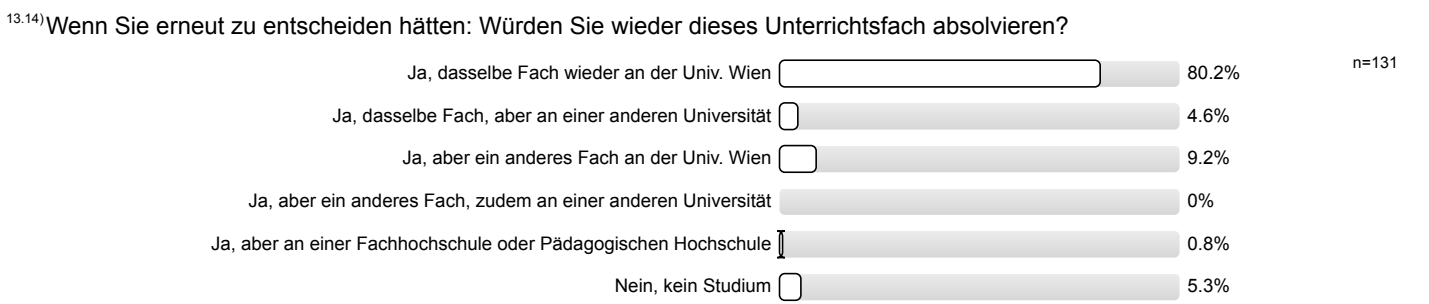 13.14) Wenn Sie erneut zu entscheiden hätten: Würden Sie wieder dieses Unterrichtsfach absolvieren?
n=131
Ja, dasselbe Fach wieder an der Univ. Wien 80.2%
Ja, dasselbe Fach, aber an einer anderen Universität 4.6%
Ja, aber ein anderes Fach an der Univ. Wien 9.2%
Ja, aber ein anderes Fach, zudem an einer anderen Universität 0%
Ja, aber an einer Fachhochschule oder Pädagogischen Hochschule 0.8%
Nein, kein Studium 5.3%